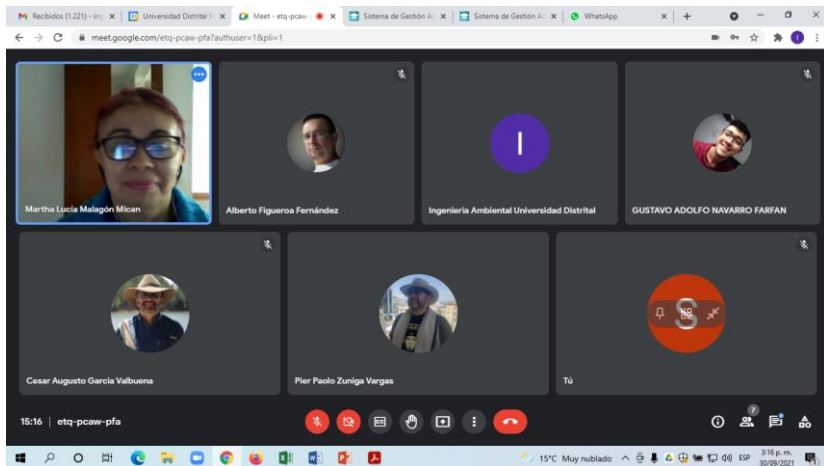 Recibidos (1.221) - ing
Universidad Distrital F
Meet - etq-pcaw-p
Sistema de Gestión Ac
Sistema de Gestión Ac
WhatsApp
meet.google.com/etq-pcaw-pfa?authuser=1&pli=1
I
I
Martha Lucia Malagón Mican
Alberto Figueroa Fernández
Ingenieria Ambiental Universidad Distrital
GUSTAVO ADOLFO NAVARRO FARFAN
S
Cesar Augusto Garcia Valbuena
Pier Paolo Zuniga Vargas
Tú
15:16 | etq-pcaw-pfa
7
15°C Muy nublado
ESP
3:16 p. m.
30/09/2021